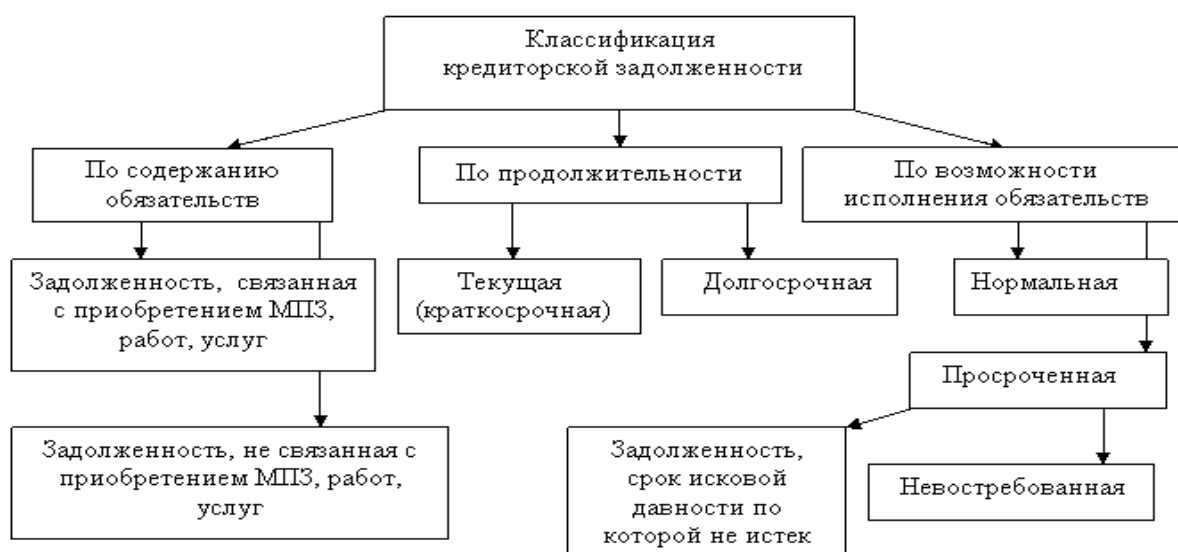 Классификация
кредиторской задолженности
По содержанию
обязательств
По продолжительности
По возможности
исполнения обязательств
Задолженность, связанная
с приобретением МПЗ,
работ, услуг
Текущая
(краткосрочная)
Долгосрочная
Нормальная
Просроченная
Задолженность, не связанная с
приобретением МПЗ, работ,
услуг
Задолженность,
срок исковой
давности по
которой не истек
Невостребованная